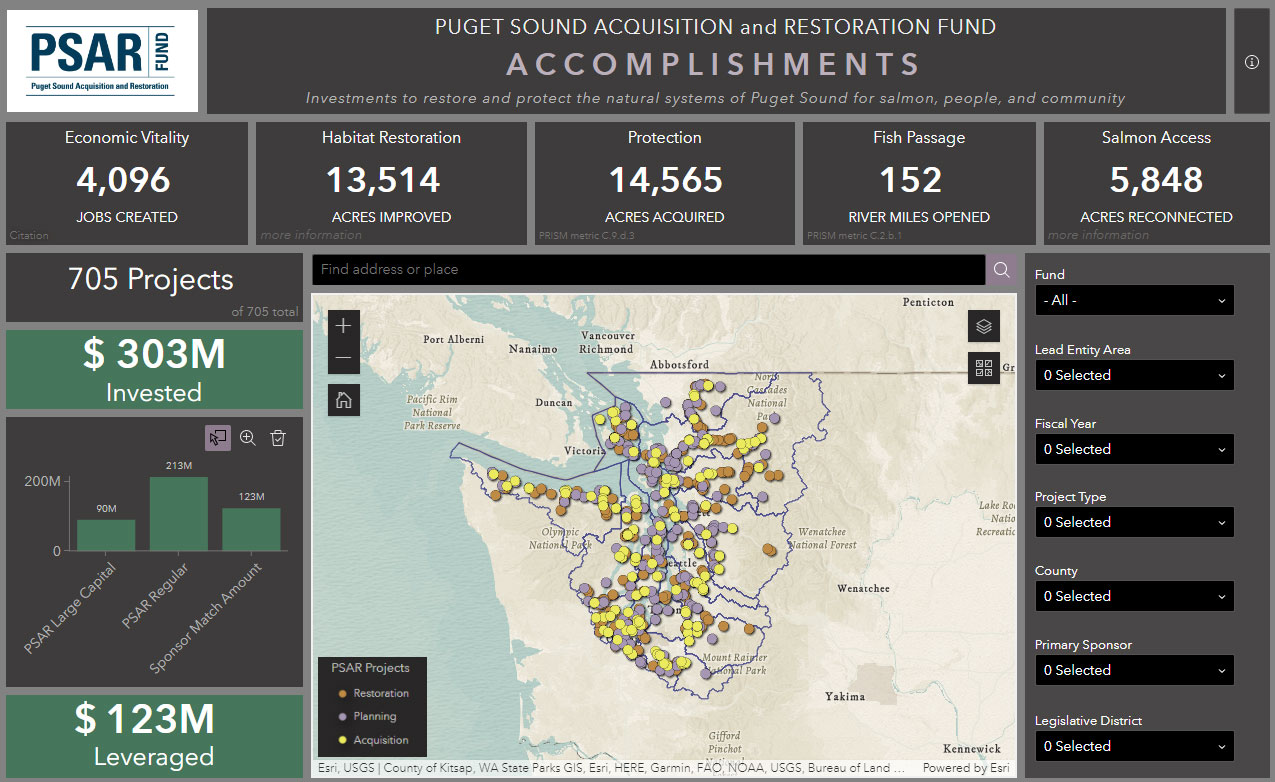 PSAR FUND
Puget Sound Acquisition and Restoration
PUGET SOUND ACQUISITION and RESTORATION FUND
ACCOMPLISHMENTS
Investments to restore and protect the natural systems of Puget Sound for salmon, people, and community
Economic Vitality
4,096
JOBS CREATED
Citation
Habitat Restoration
13,514
ACRES IMPROVED
more information
Protection
14,565
ACRES ACQUIRED
PRISM metric C.9.d.3
Fish Passage
152
RIVER MILES OPENED
PRISM metric C.2.b.1
Salmon Access
5,848
ACRES RECONNECTED
more information
705 Projects
of 705 total
$ 303M
Invested
213M
200M
123M
90M
0
PSAR Large Capital
PSAR Regular
Sponsor Match Amount
$ 123M
Leveraged
Find address or place
Penticton
Port Alberni
Vancouver
Richmond
Nanaimo
Abbotsford
Gr
North
Cascades
National
Park
Pacific Rim
National
Park Reserve
Duncan
Victoria
Lake Ro
Natio
Recreatic
Olympic
National Park
Wenatchee
National Forest
Wenatchee
Mount Rainier
National Park
Yakima
Gifford
Pinchot
Kennewick
PSAR Projects
Restoration
Planning
Acquisition
Esri, USGS | County of Kitsap, WA State Parks GIS, Esri, HERE, Garmin, FAO, NOAA, USGS, Bureau of Land ...
Powered by Esri
Fund
- All -
Lead Entity Area
0 Selected
Fiscal Year
0 Selected
Project Type
0 Selected
County
0 Selected
Primary Sponsor
0 Selected
Legislative District
0 Selected